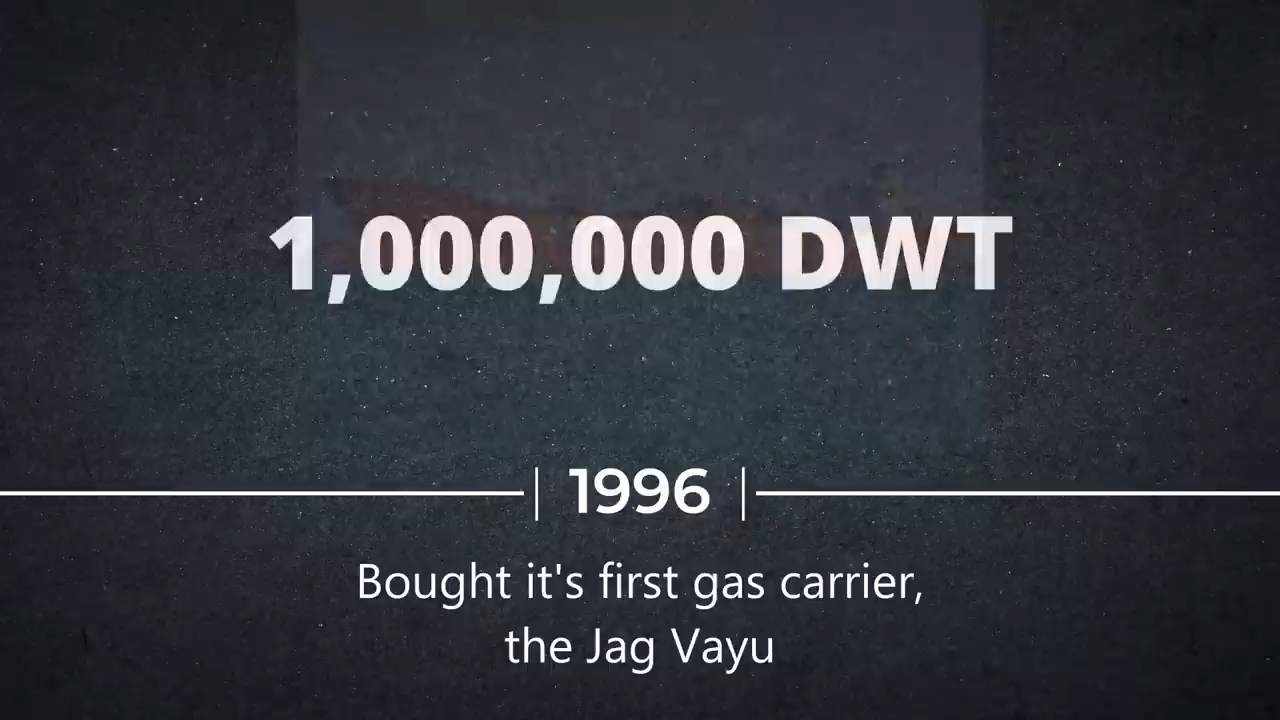 1,000,000 DWT
1996
Bought it's first gas carrier,
the Jag Vayu